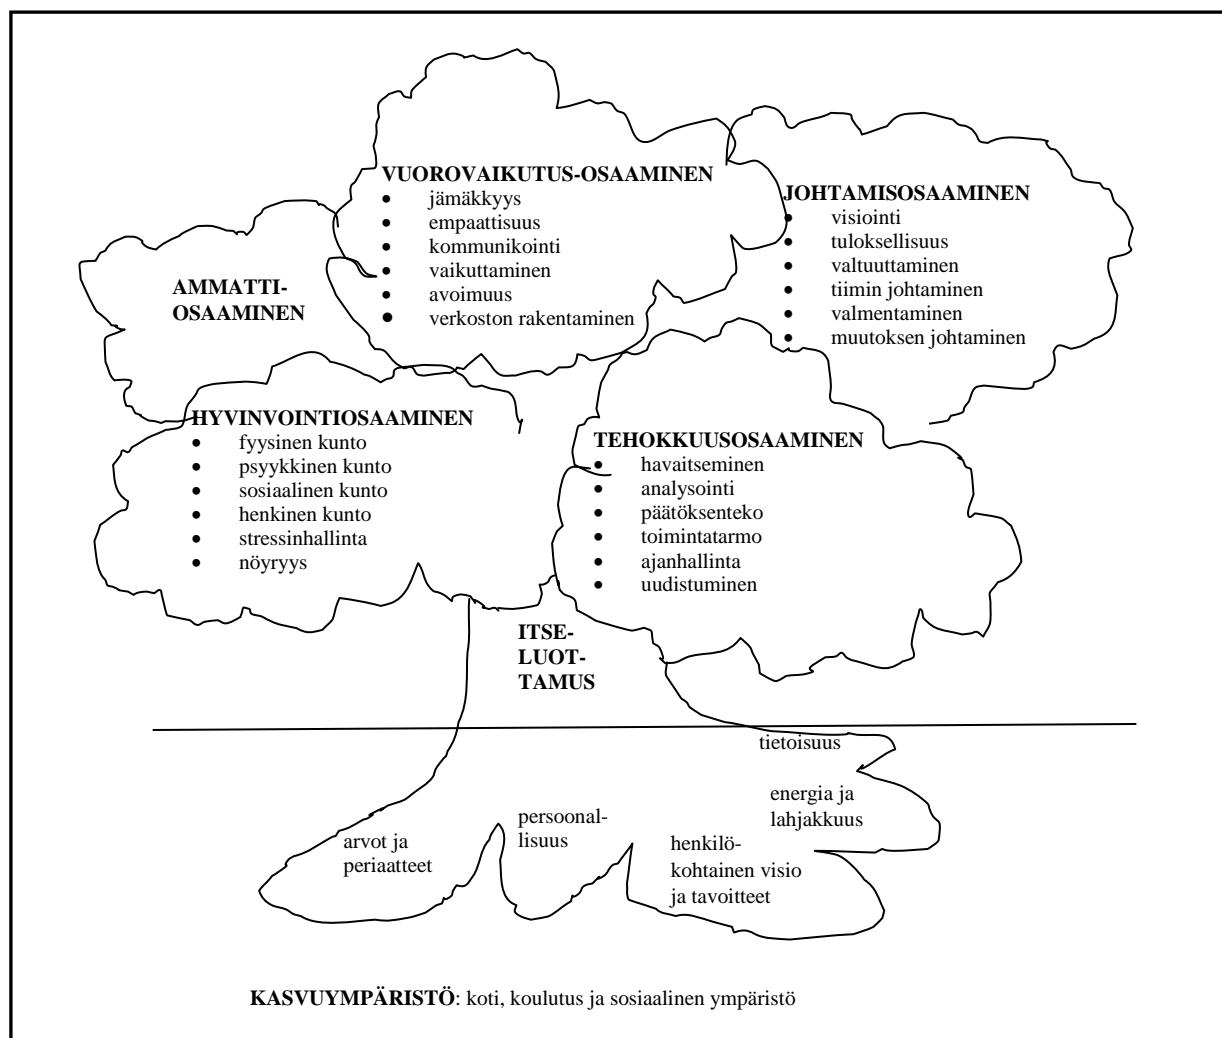 VUOROVAIKUTUS-OSAAMINEN
• jämäkkyys
• empaattisuus
• kommunikointi
• vaikuttaminen
• avoimuus
• verkoston rakentaminen
JOHTAMISOSAAMINEN
• visiointi
• tuloksellisuus
• valtuuttaminen
• tiimin johtaminen
• valmentaminen
• muutoksen johtaminen
AMMATTI-
OSAAMINEN
HYVINVOINTIOSAAMINEN
• fyysinen kunto
• psyykkinen kunto
• sosiaalinen kunto
• henkinen kunto
• stressinhallinta
• nöyryys
TEHOKKUUSOSAAMINEN
• havaitseminen
• analysointi
• päätöksenteko
• toimintatarmo
• ajanhallinta
• uudistuminen
ITSE-
LUOT-
TAMUS
tietoisuus
energia ja
lahjakkuus
persoonal-
lisuus
arvot ja
periaatteet
henkilö-
kohtainen visio
ja tavoitteet
KASVUYMPÄRISTÖ: koti, koulutus ja sosiaalinen ympäristö